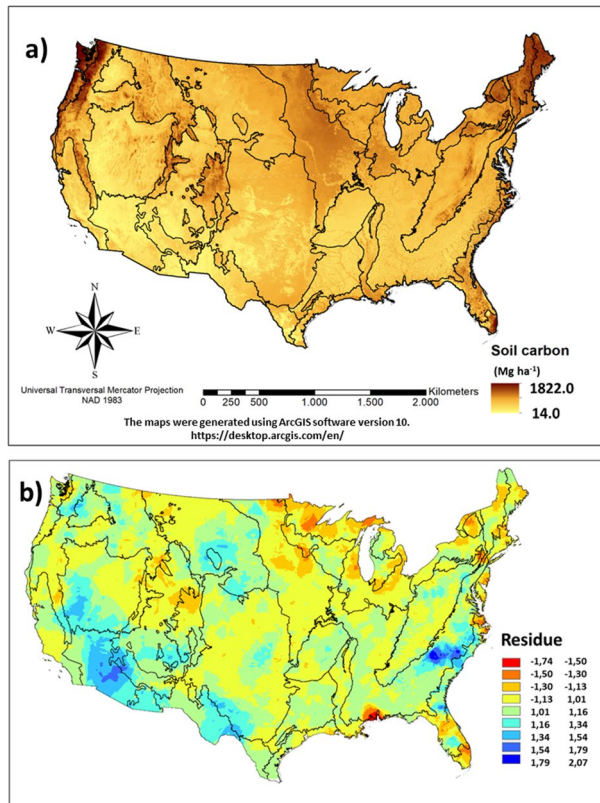 a)
N
W E
S
Universal Transversal Mercator Projection
NAD 1983
Kilometers
0 250 500 1.000 1.500 2.000
The maps were generated using ArcGIS software version 10.
https://desktop.arcgis.com/en/
Soil carbon
(Mg ha⁻¹)
1822.0
14.0
b)
Residue
-1,74 -1,50
-1,50 -1,30
-1,30 -1,13
-1,13 1,01
1,01 1,16
1,16 1,34
1,34 1,54
1,54 1,79
1,79 2,07